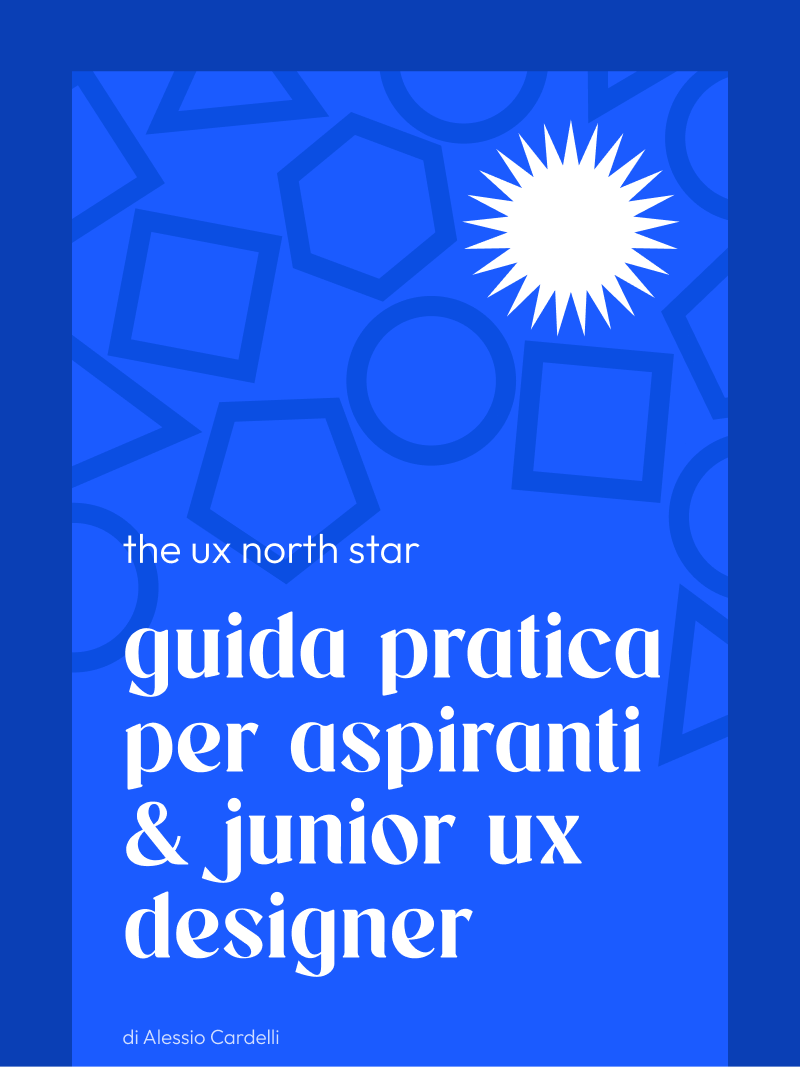 the ux north star
guida pratica
per aspiranti
& junior ux
designer
di Alessio Cardelli